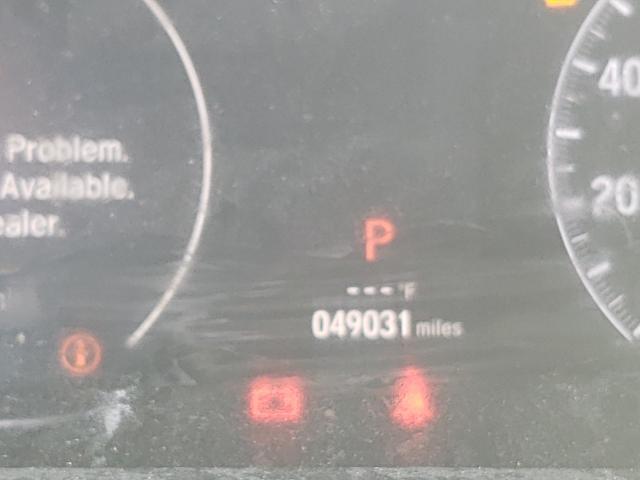 Problem.
Available.
ealer.
40
20
P
--- °F
049031 miles